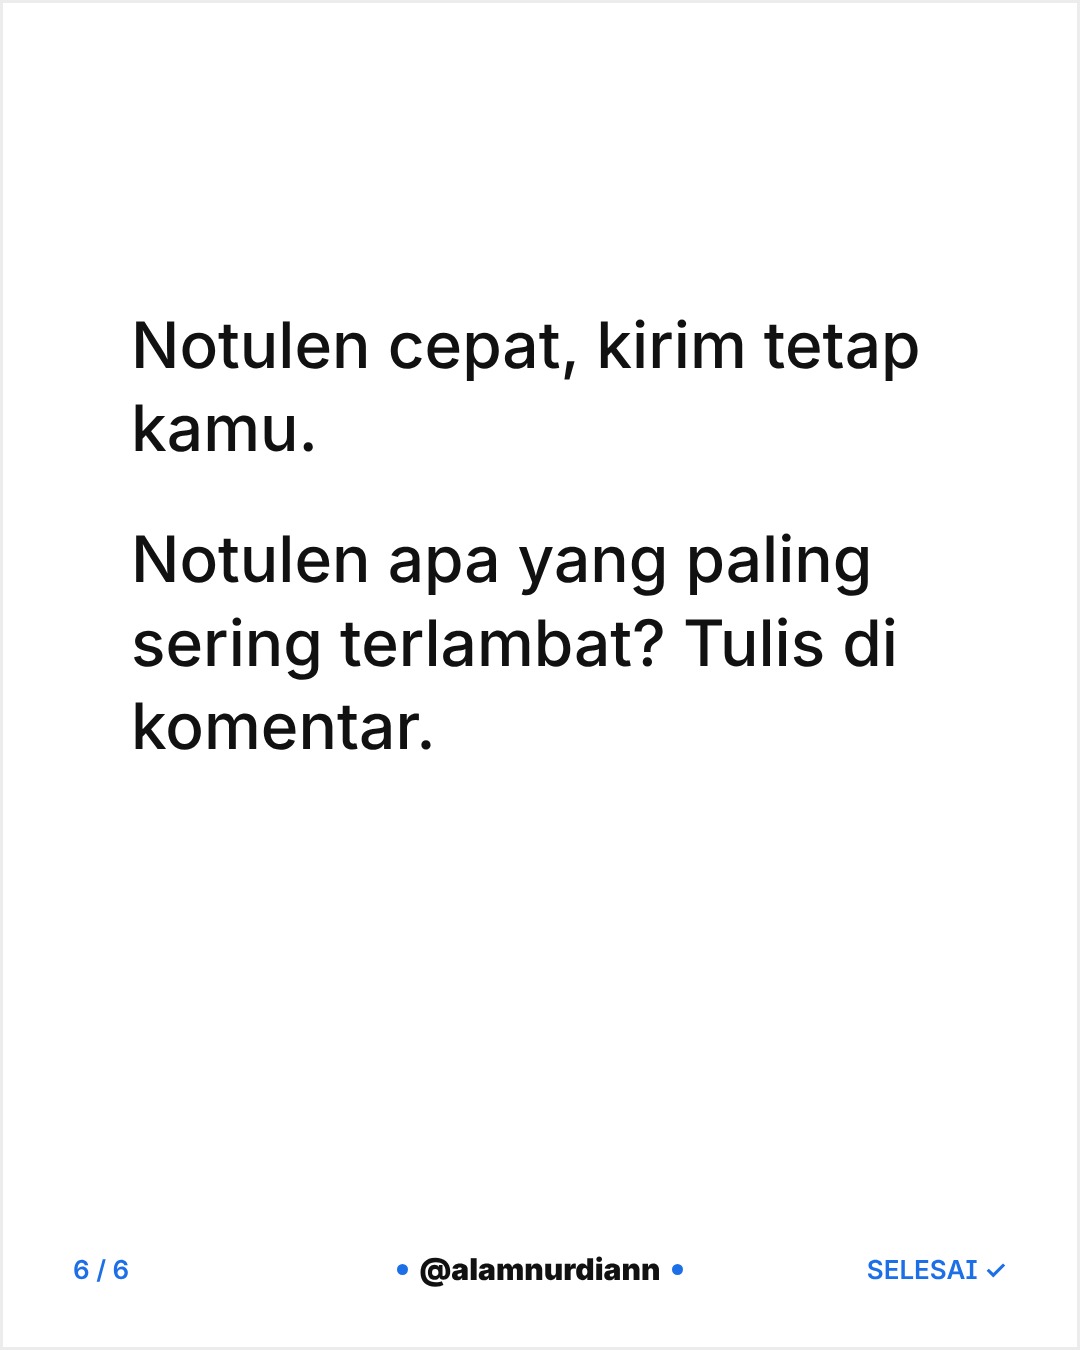 Notulen cepat, kirim tetap
kamu.
Notulen apa yang paling
sering terlambat? Tulis di
komentar.
6 / 6
• @alamnurdiann •
SELESAI ✓